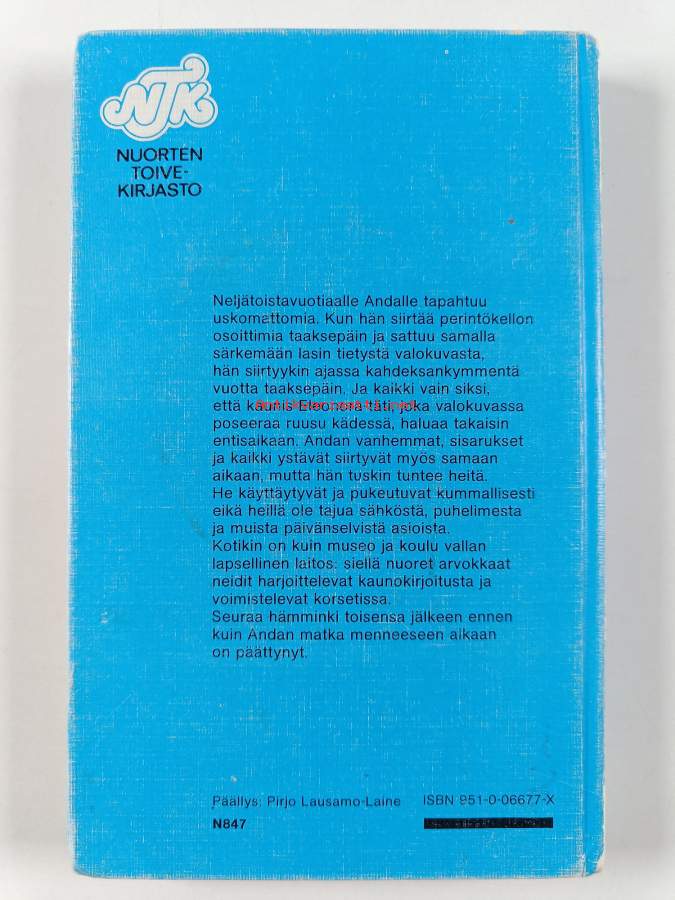 NTK
NUORTEN
TOIVE-
KIRJASTO
Neljätoistavuotiaalle Andalle tapahtuu
uskomattomia. Kun hän siirtää perintökellon
osoittimia taaksepäin ja sattuu samalla
särkemään lasin tietystä valokuvasta,
hän siirtyykin ajassa kahdeksankymmentä
vuotta taaksepäin. Ja kaikki vain siksi,
että kaunis Eleonora-täti, joka valokuvassa
poseeraa ruusu kädessä, haluaa takaisin
entisaikaan. Andan vanhemmat, sisarukset
ja kaikki ystävät siirtyvät myös samaan
aikaan, mutta hän tuskin tuntee heitä.
He käyttäytyvät ja pukeutuvat kummallisesti
eikä heillä ole tajua sähköstä, puhelimesta
ja muista päivänselvistä asioista.
Kotikin on kuin museo ja koulu vallan
lapsellinen laitos: siellä nuoret arvokkaat
neidit harjoittelevat kaunokirjoitusta ja
voimistelevat korsetissa.
Seuraa hämminki toisensa jälkeen ennen
kuin Andan matka menneeseen aikaan
on päättynyt.
Päällys: Pirjo Lausamo-Laine ISBN 951-0-06677-X
N847